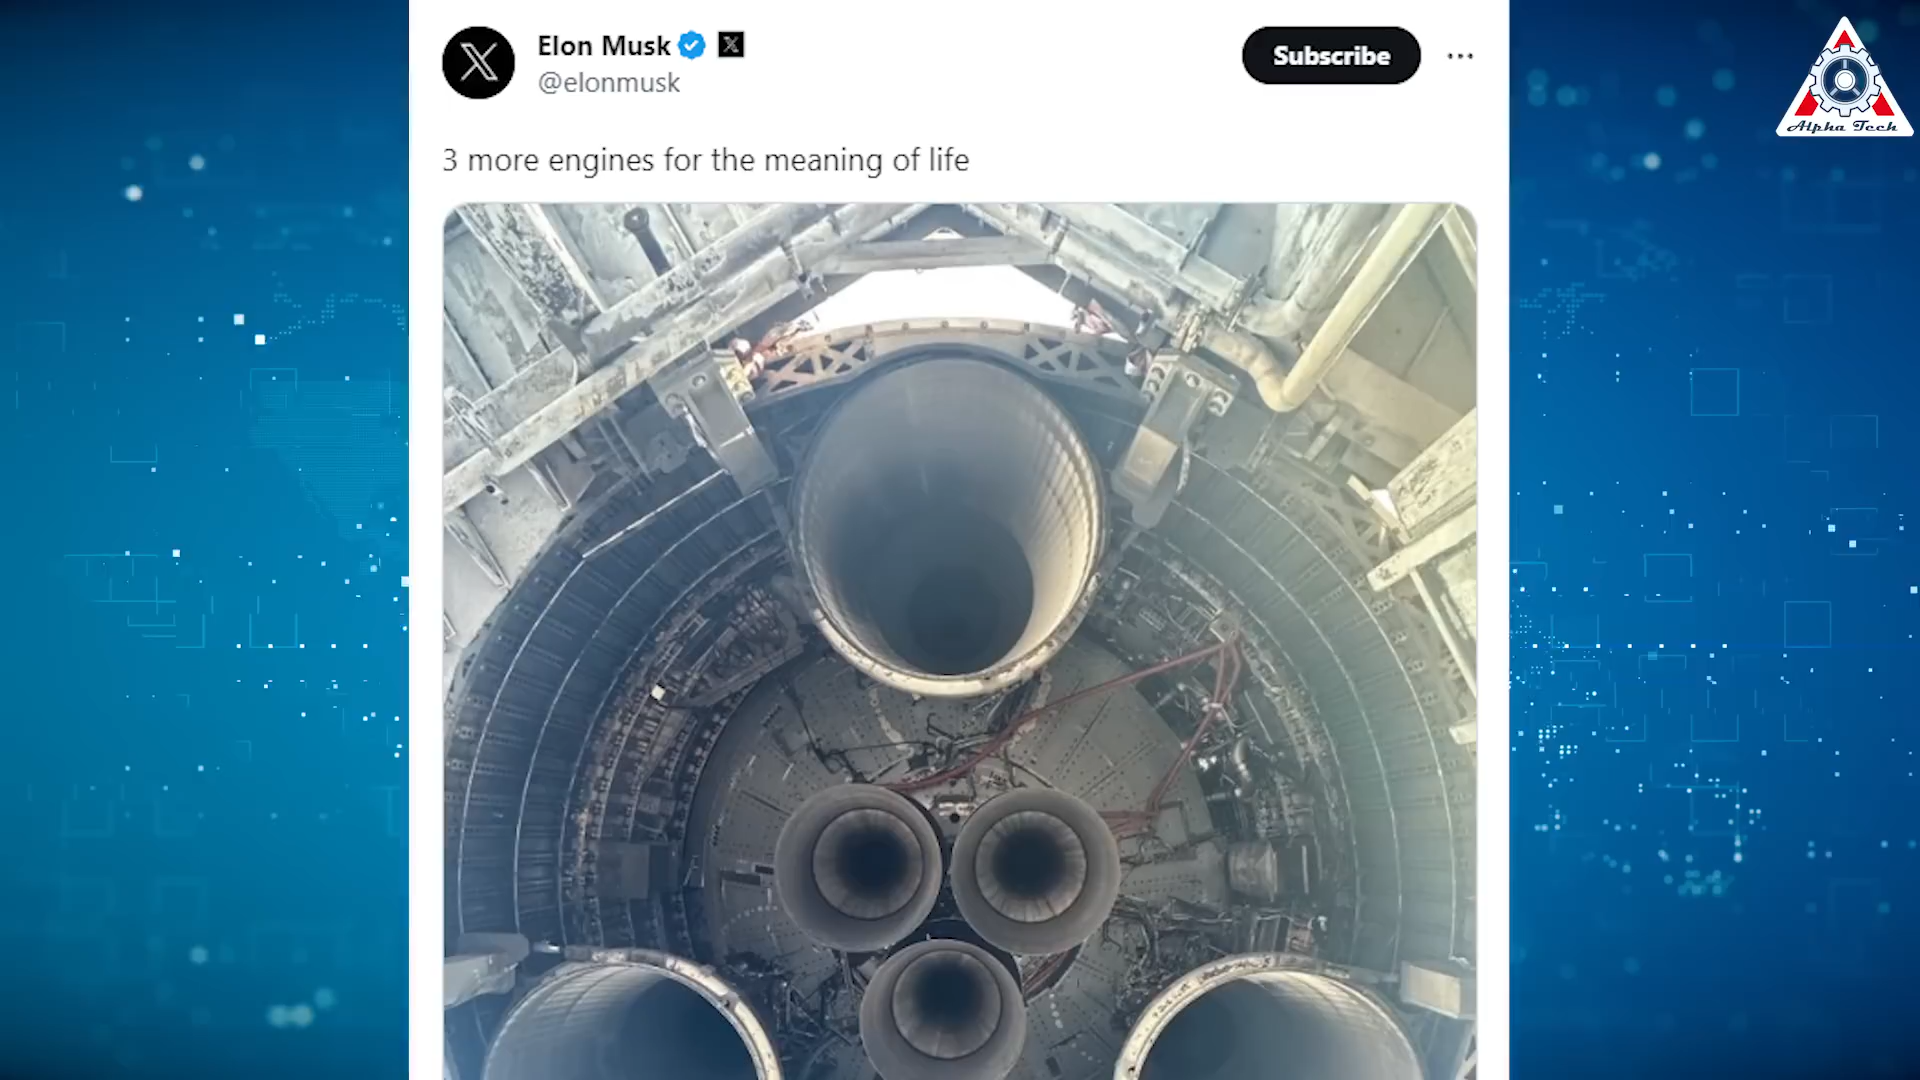 Elon Musk
@elonmusk
Subscribe
3 more engines for the meaning of life
Alpha Tech